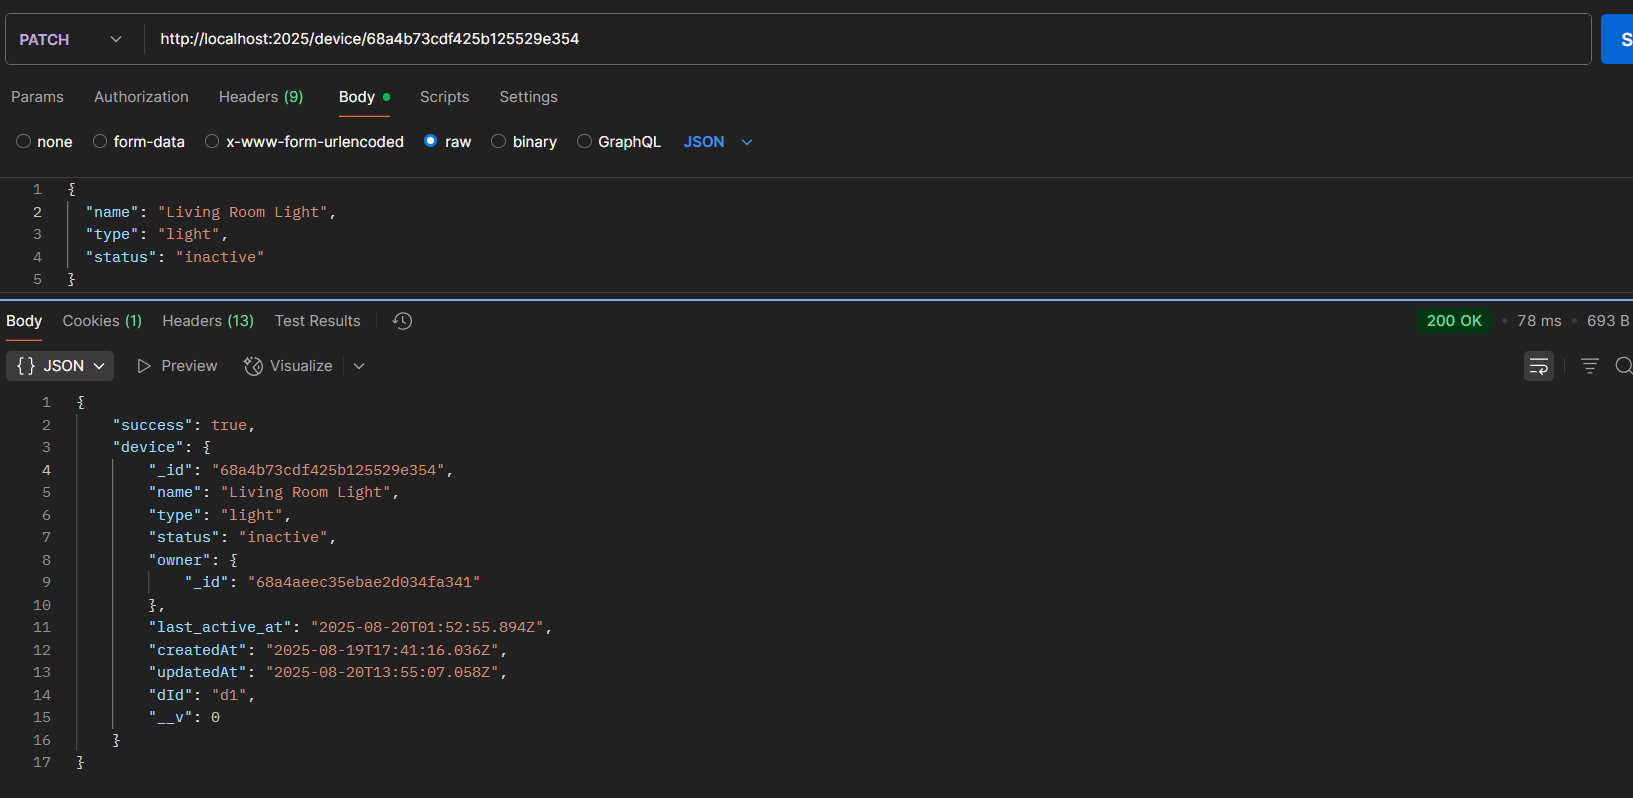 PATCH http://localhost:2025/device/68a4b73cdf425b125529e354 S
Params Authorization Headers (9) Body Scripts Settings
none form-data x-www-form-urlencoded raw binary GraphQL JSON
1 {
2 "name": "Living Room Light",
3 "type": "light",
4 "status": "inactive"
5 }
Body Cookies (1) Headers (13) Test Results 200 OK • 78 ms • 693 B
{} JSON Preview Visualize
1 {
2 "success": true,
3 "device": {
4 "_id": "68a4b73cdf425b125529e354",
5 "name": "Living Room Light",
6 "type": "light",
7 "status": "inactive",
8 "owner": {
9 "_id": "68a4aeec35ebae2d034fa341"
10 },
11 "last_active_at": "2025-08-20T01:52:55.894Z",
12 "createdAt": "2025-08-19T17:41:16.036Z",
13 "updatedAt": "2025-08-20T13:55:07.058Z",
14 "dId": "d1",
15 "__v": 0
16 }
17 }